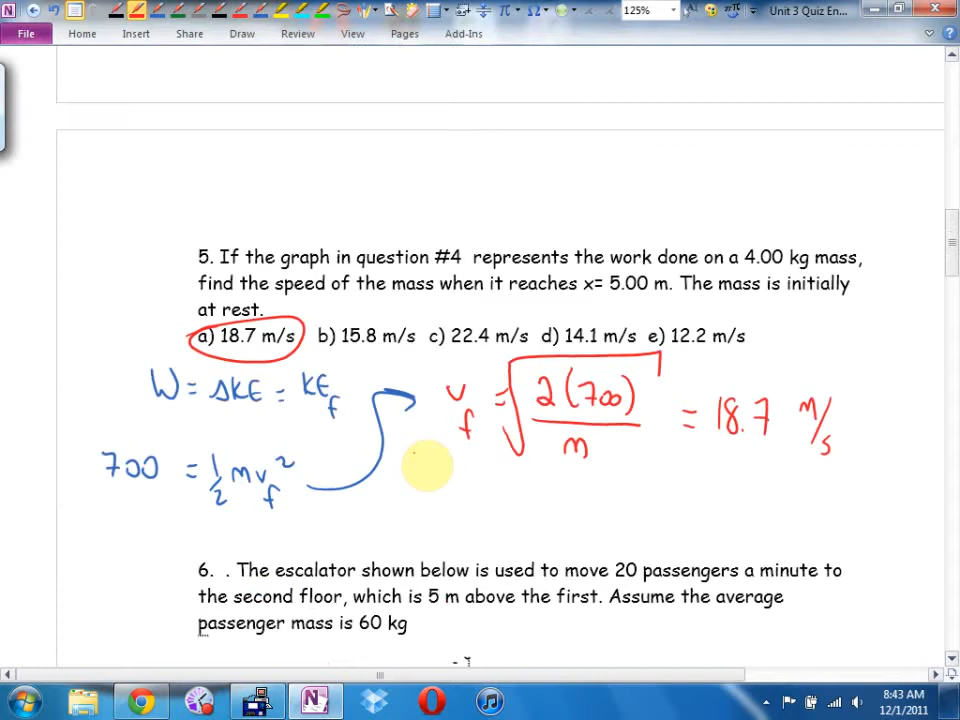 125%
Unit 3 Quiz En...
File Home Insert Share Draw Review View Pages Add-Ins
5. If the graph in question #4 represents the work done on a 4.00 kg mass,
find the speed of the mass when it reaches x= 5.00 m. The mass is initially
at rest.
a) 18.7 m/s b) 15.8 m/s c) 22.4 m/s d) 14.1 m/s e) 12.2 m/s
W = ΔKE = KE_f
v_f = √(2(700)/m) = 18.7 m/s
700 = 1/2 mv_f²
6. . The escalator shown below is used to move 20 passengers a minute to
the second floor, which is 5 m above the first. Assume the average
passenger mass is 60 kg
8:43 AM
12/1/2011